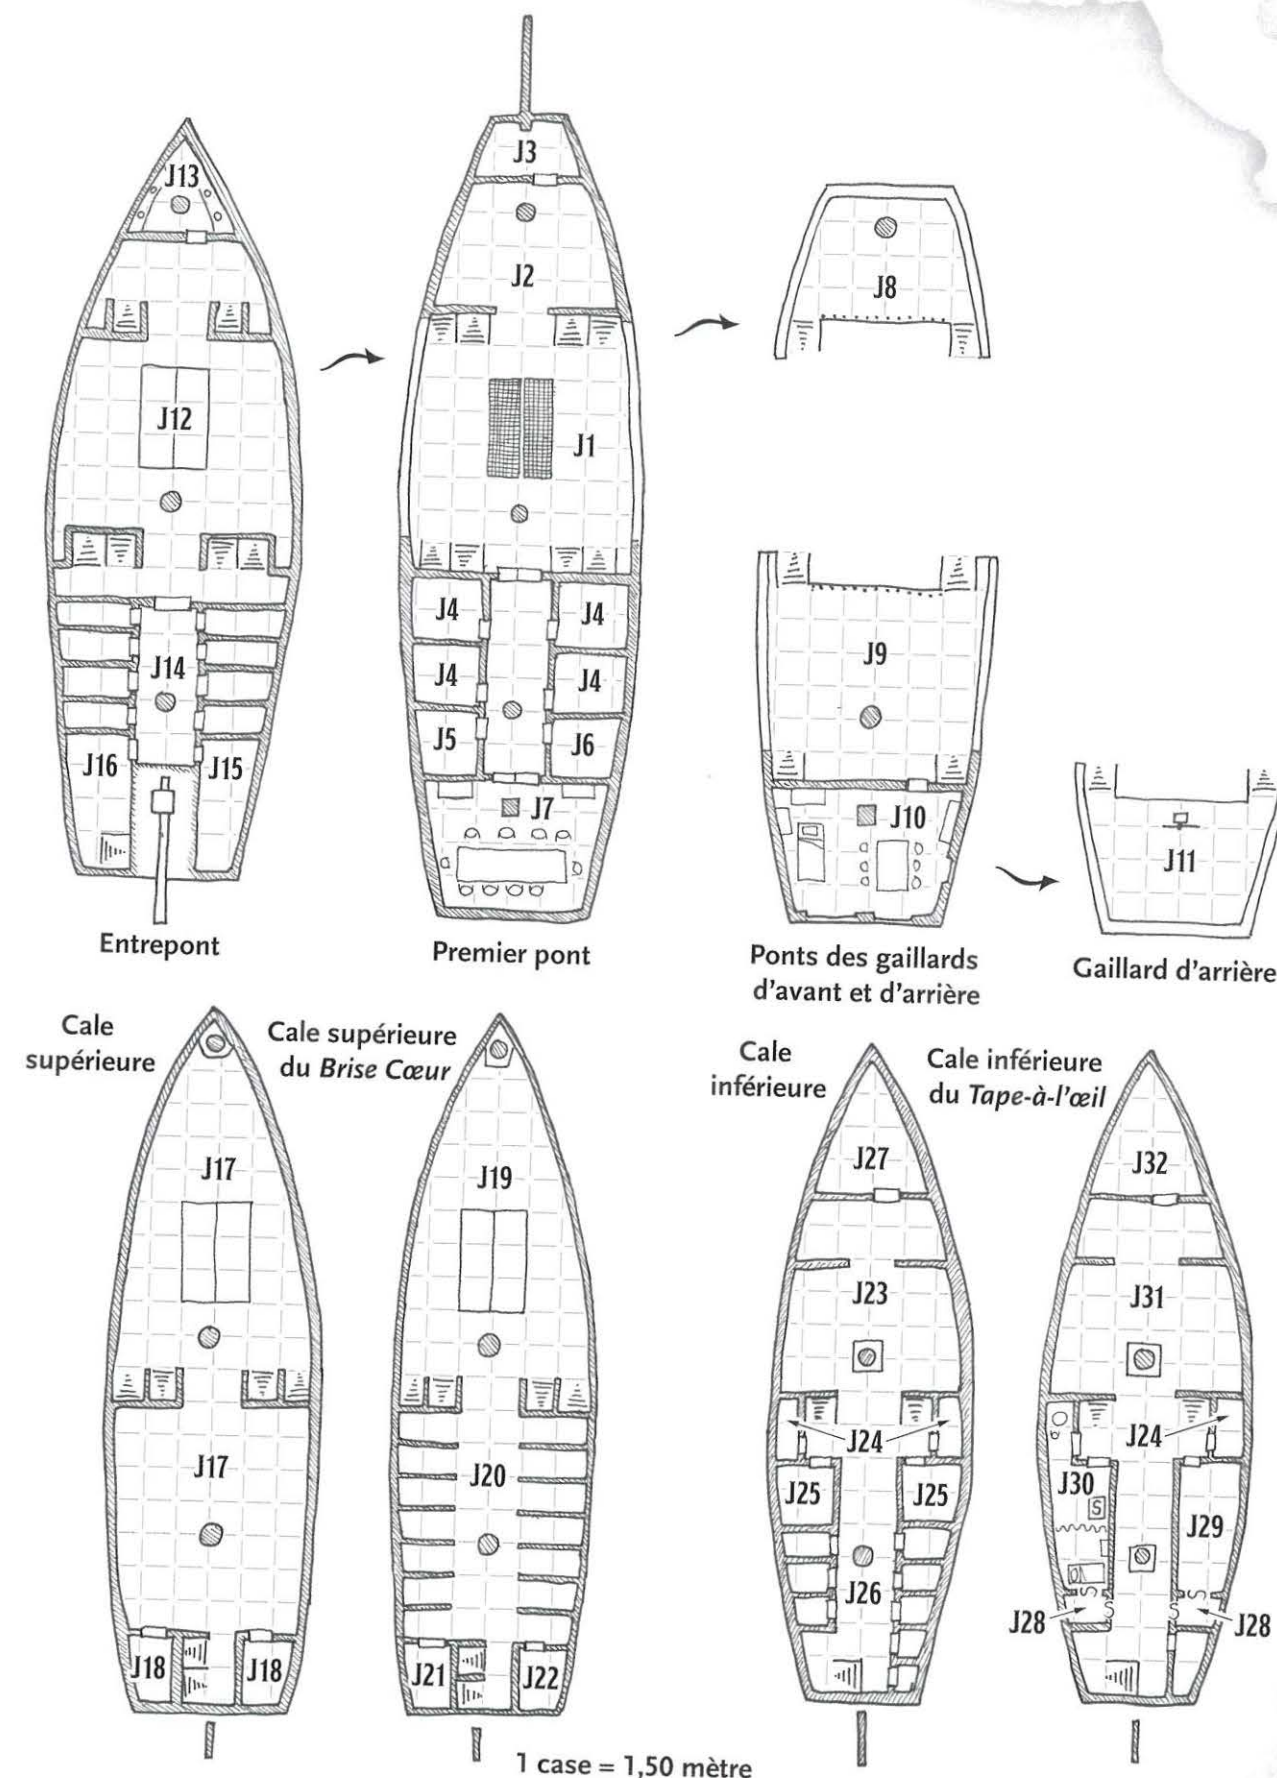 J13
J12
J14
J16
J15
Entrepont
J3
J2
J1
J4
J4
J4
J4
J5
J6
J7
Premier pont
J8
J9
J10
Ponts des gaillards
d'avant et d'arrière
J11
Gaillard d'arrière
Cale
supérieure
J17
J17
J18
J18
Cale supérieure
du Brise Cœur
J19
J20
J21
J22
Cale
inférieure
J27
J23
J24
J25
J25
J26
Cale inférieure
du Tape-à-l'œil
J32
J31
J24
J30
S
J29
S
S
S
S
J28
J28
1 case = 1,50 mètre